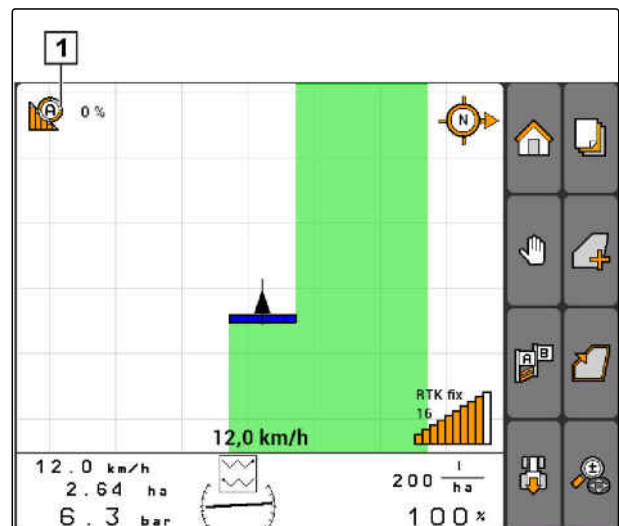 1
A
0 %
N
A B
RTK fix
16
12,0 km/h
12.0 km/h
2.64 ha
6.3 bar
200 l
ha
100%